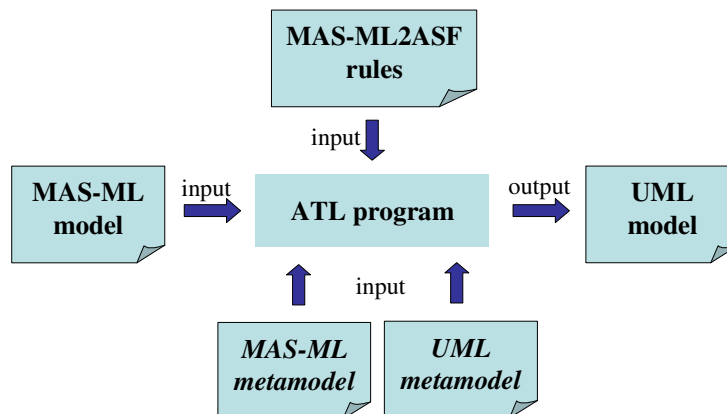 MAS-ML2ASF
rules
input
MAS-ML
model
input
ATL program
output
UML
model
input
MAS-ML
metamodel
UML
metamodel